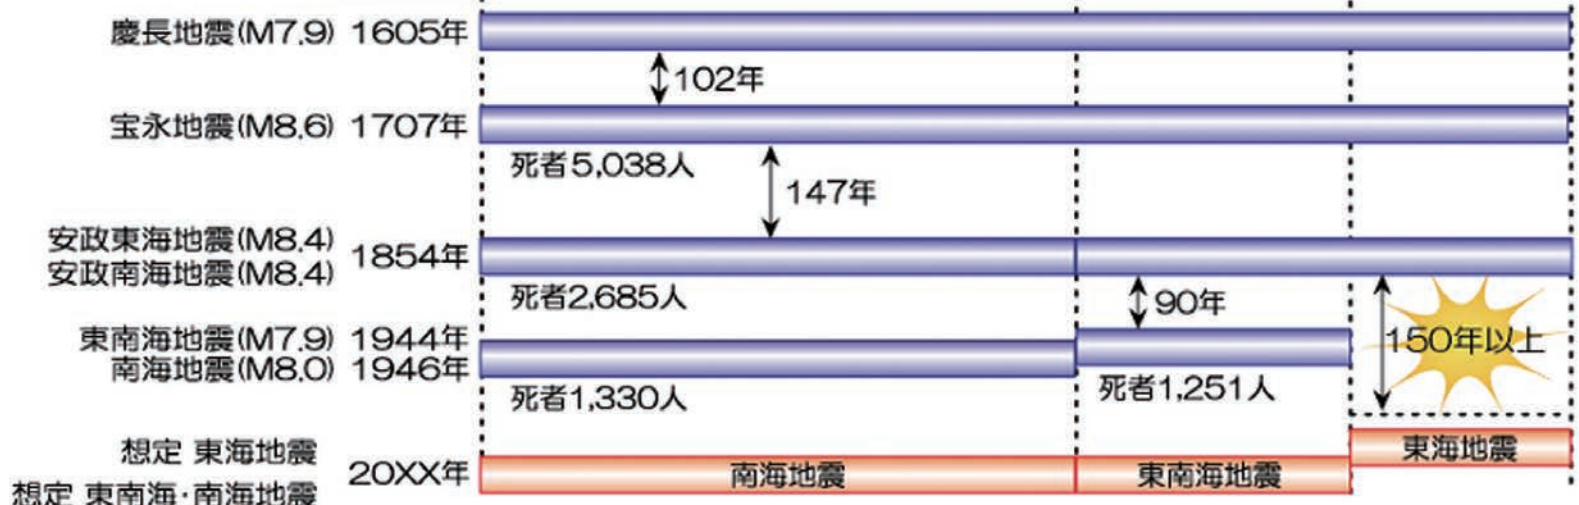 慶長地震(M7.9) 1605年
102年
宝永地震(M8.6) 1707年
死者5,038人
147年
安政東海地震(M8.4)
安政南海地震(M8.4)
1854年
死者2,685人
90年
150年以上
東南海地震(M7.9) 1944年
南海地震(M8.0) 1946年
死者1,330人
死者1,251人
想定 東海地震
想定 東南海・南海地震
20XX年
南海地震
東南海地震
東海地震